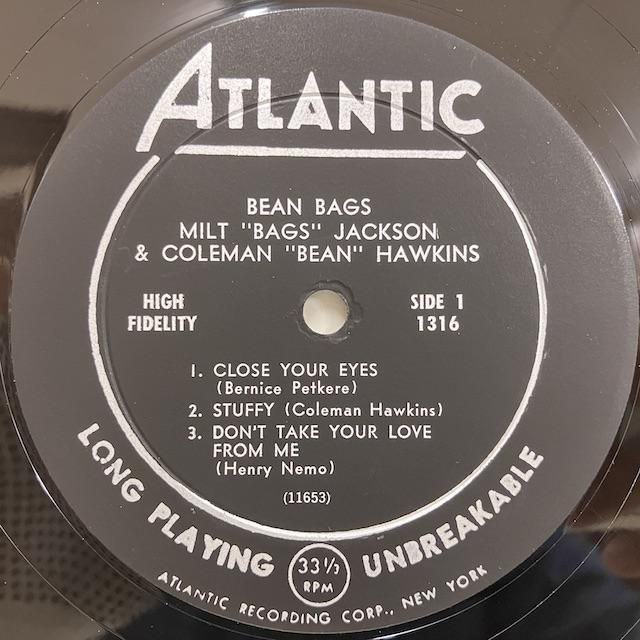 ATLANTIC
BEAN BAGS
MILT "BAGS" JACKSON
& COLEMAN "BEAN" HAWKINS
HIGH
FIDELITY
SIDE 1
1316
1. CLOSE YOUR EYES
(Bernice Petkere)
2. STUFFY (Coleman Hawkins)
3. DON'T TAKE YOUR LOVE
FROM ME
(Henry Nemo)
(11653)
LONG PLAYING UNBREAKABLE
33 1/3
RPM
ATLANTIC RECORDING CORP., NEW YORK